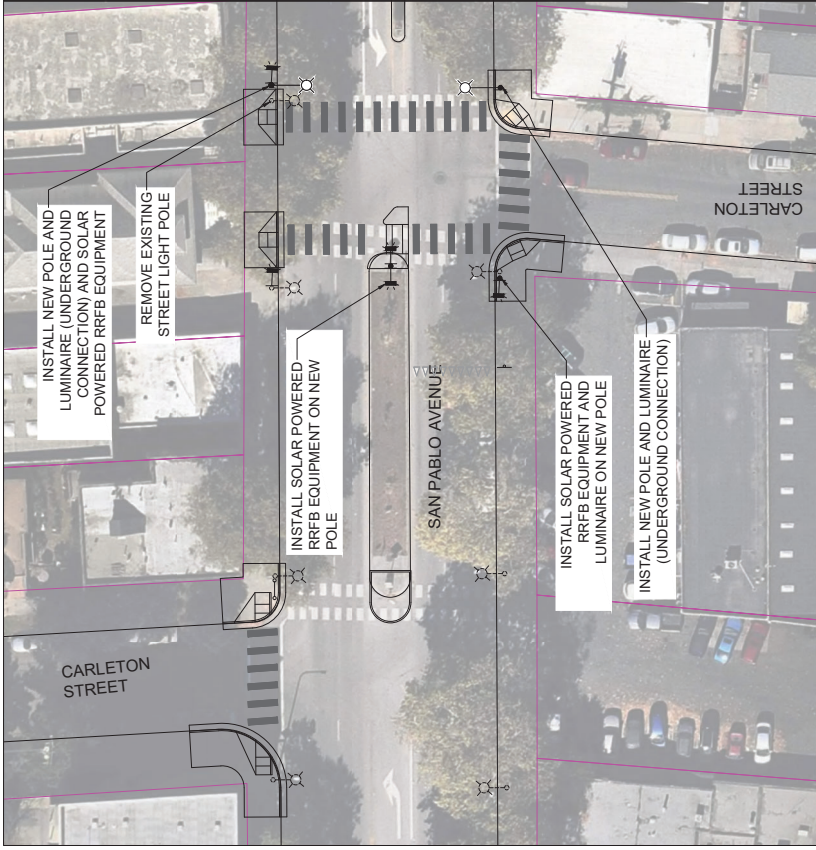 INSTALL NEW POLE AND
LUMINAIRE (UNDERGROUND
CONNECTION) AND SOLAR
POWERED RRFB EQUIPMENT
REMOVE EXISTING
STREET LIGHT POLE
INSTALL SOLAR POWERED
RRFB EQUIPMENT ON NEW
POLE
SAN PABLO AVENUE
CARLETON
STREET
INSTALL SOLAR POWERED
RRFB EQUIPMENT AND
LUMINAIRE ON NEW POLE
INSTALL NEW POLE AND LUMINAIRE
(UNDERGROUND CONNECTION)
CARLETON
STREET